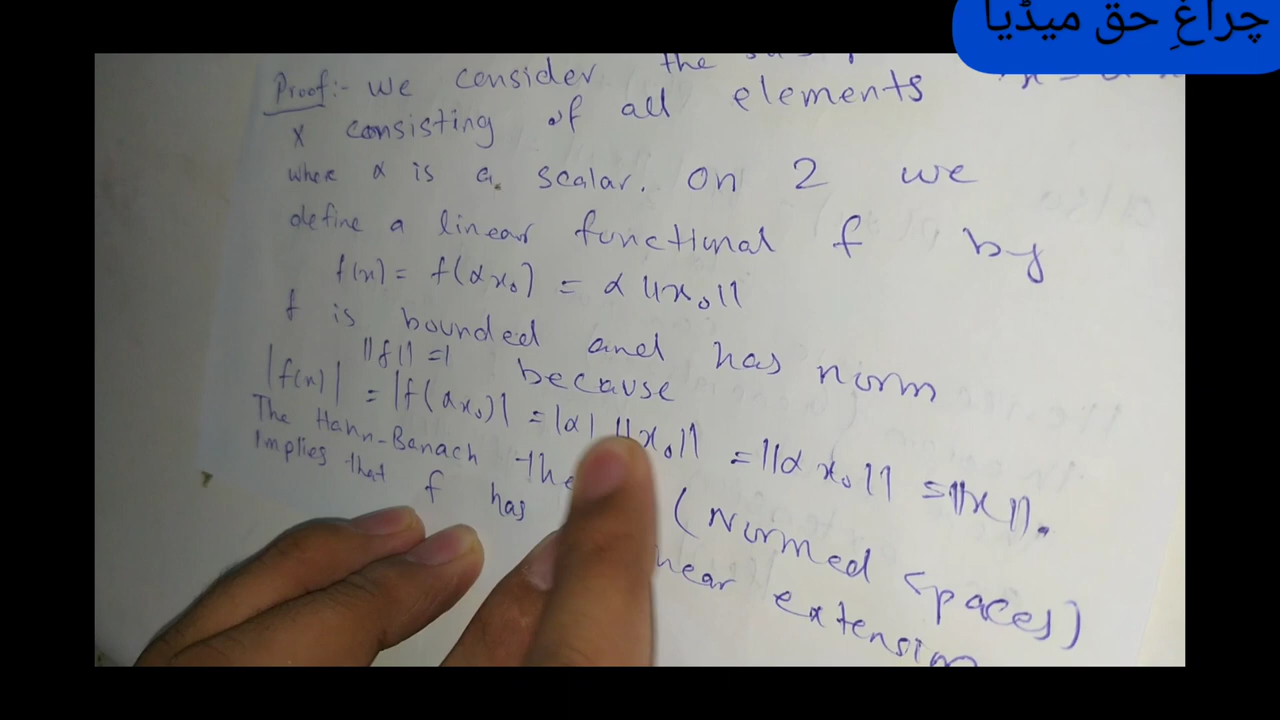 چراغِ حق میڈیا
Proof:- we consider the
X consisting of all elements
where α is a scalar. On 2 we
define a linear functional f by
f(x) = f(αx₀) = α ||x₀||
f is bounded and has norm
||f|| = 1 because
|f(x)| = |f(αx₀)| = |α| ||x₀|| = ||αx₀|| = ||x||.
The Hahn-Banach (Normed spaces)
Implies that f has extension